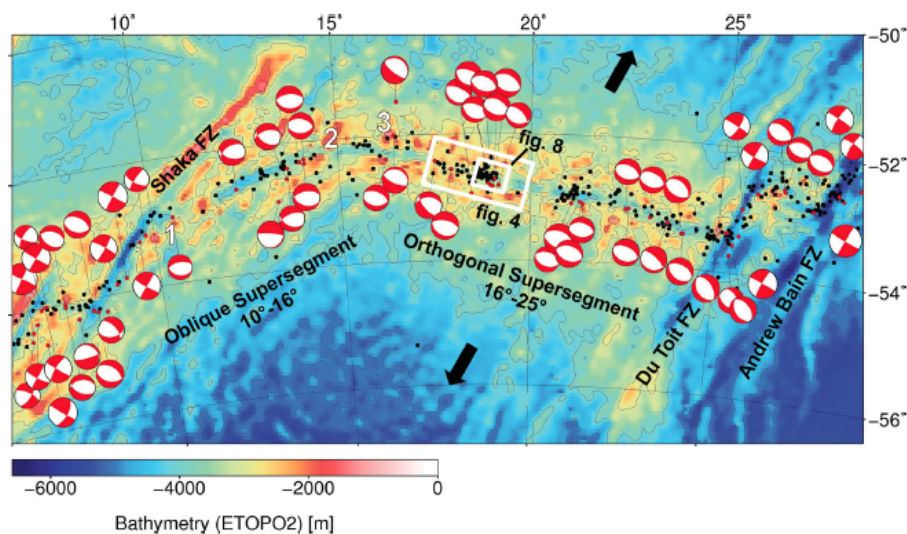 10° 15° 20° 25°
−50°
−52°
−54°
−56°
Shaka FZ
1
2
3
fig. 8
fig. 4
Oblique Supersegment
10°-16°
Orthogonal Supersegment
16°-25°
Du Toit FZ
Andrew Bain FZ
−6000 −4000 −2000 0
Bathymetry (ETOPO2) [m]